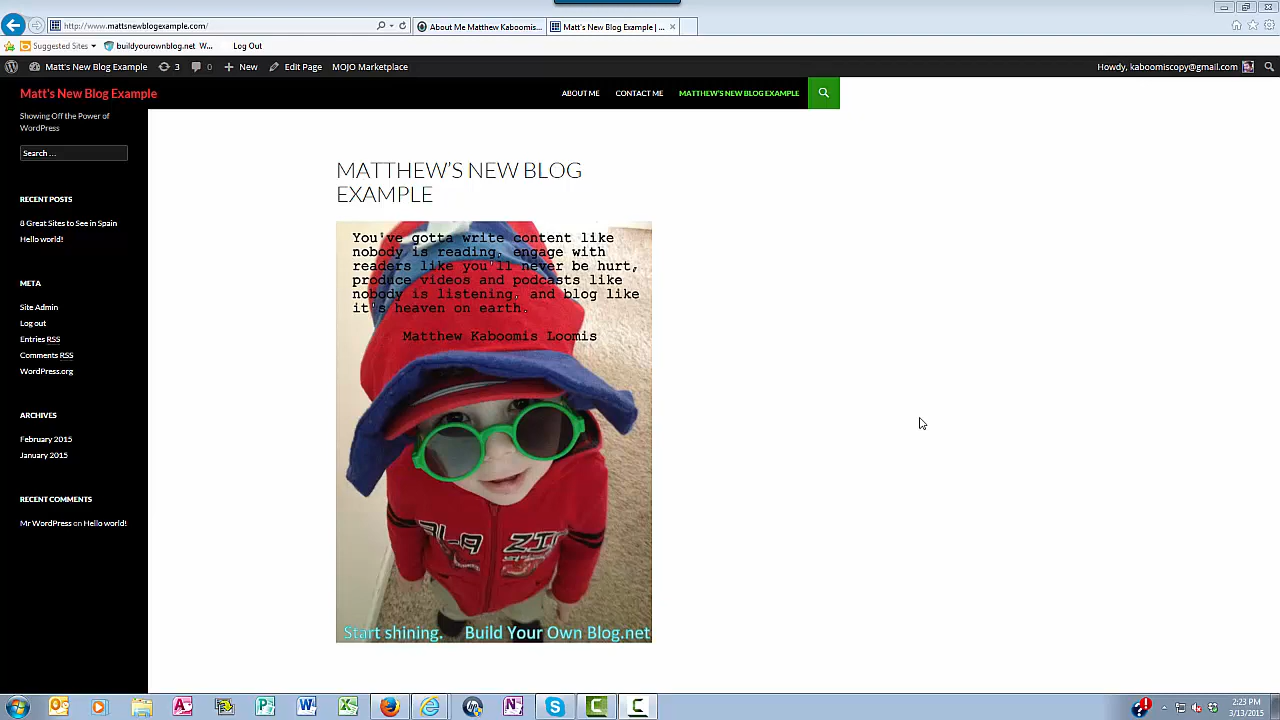 http://www.mattsnewblogexample.com/
About Me Matthew Kaboomis...
Matt's New Blog Example | ...
Suggested Sites
buildyourownblog.net W...
Log Out
Matt's New Blog Example
3
0
New
Edit Page
MOJO Marketplace
Howdy, kaboomiscopy@gmail.com
Matt's New Blog Example
ABOUT ME
CONTACT ME
MATTHEW'S NEW BLOG EXAMPLE
Showing Off the Power of
WordPress
Search ...
RECENT POSTS
8 Great Sites to See in Spain
Hello world!
META
Site Admin
Log out
Entries RSS
Comments RSS
WordPress.org
ARCHIVES
February 2015
January 2015
RECENT COMMENTS
Mr WordPress on Hello world!
MATTHEW'S NEW BLOG
EXAMPLE
You've gotta write content like
nobody is reading, engage with
readers like you'll never be hurt,
produce videos and podcasts like
nobody is listening, and blog like
it's heaven on earth.
Matthew Kaboomis Loomis
Start shining. Build Your Own Blog.net
2:23 PM
3/13/2015